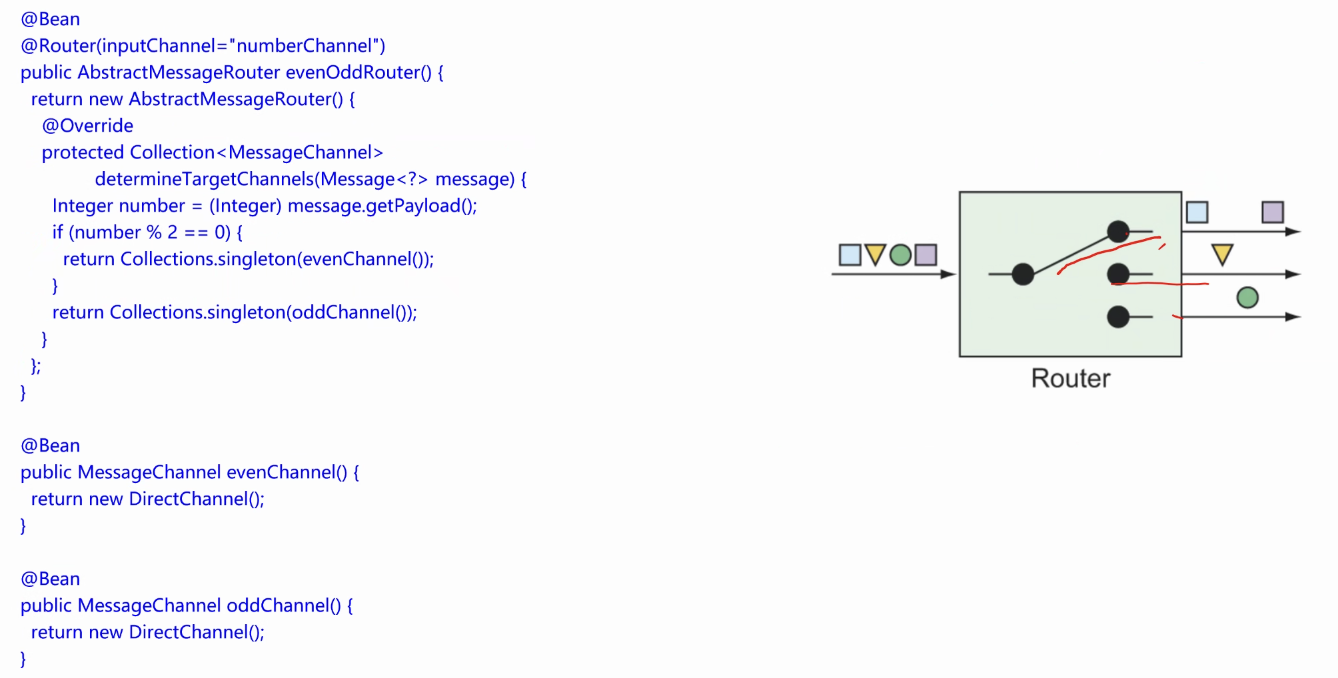 @Bean
@Router(inputChannel="numberChannel")
public AbstractMessageRouter evenOddRouter() {
return new AbstractMessageRouter() {
@Override
protected Collection<MessageChannel>
determineTargetChannels(Message<?> message) {
Integer number = (Integer) message.getPayload();
if (number % 2 == 0) {
return Collections.singleton(evenChannel());
}
return Collections.singleton(oddChannel());
}
};
}
@Bean
public MessageChannel evenChannel() {
return new DirectChannel();
}
@Bean
public MessageChannel oddChannel() {
return new DirectChannel();
}
Router